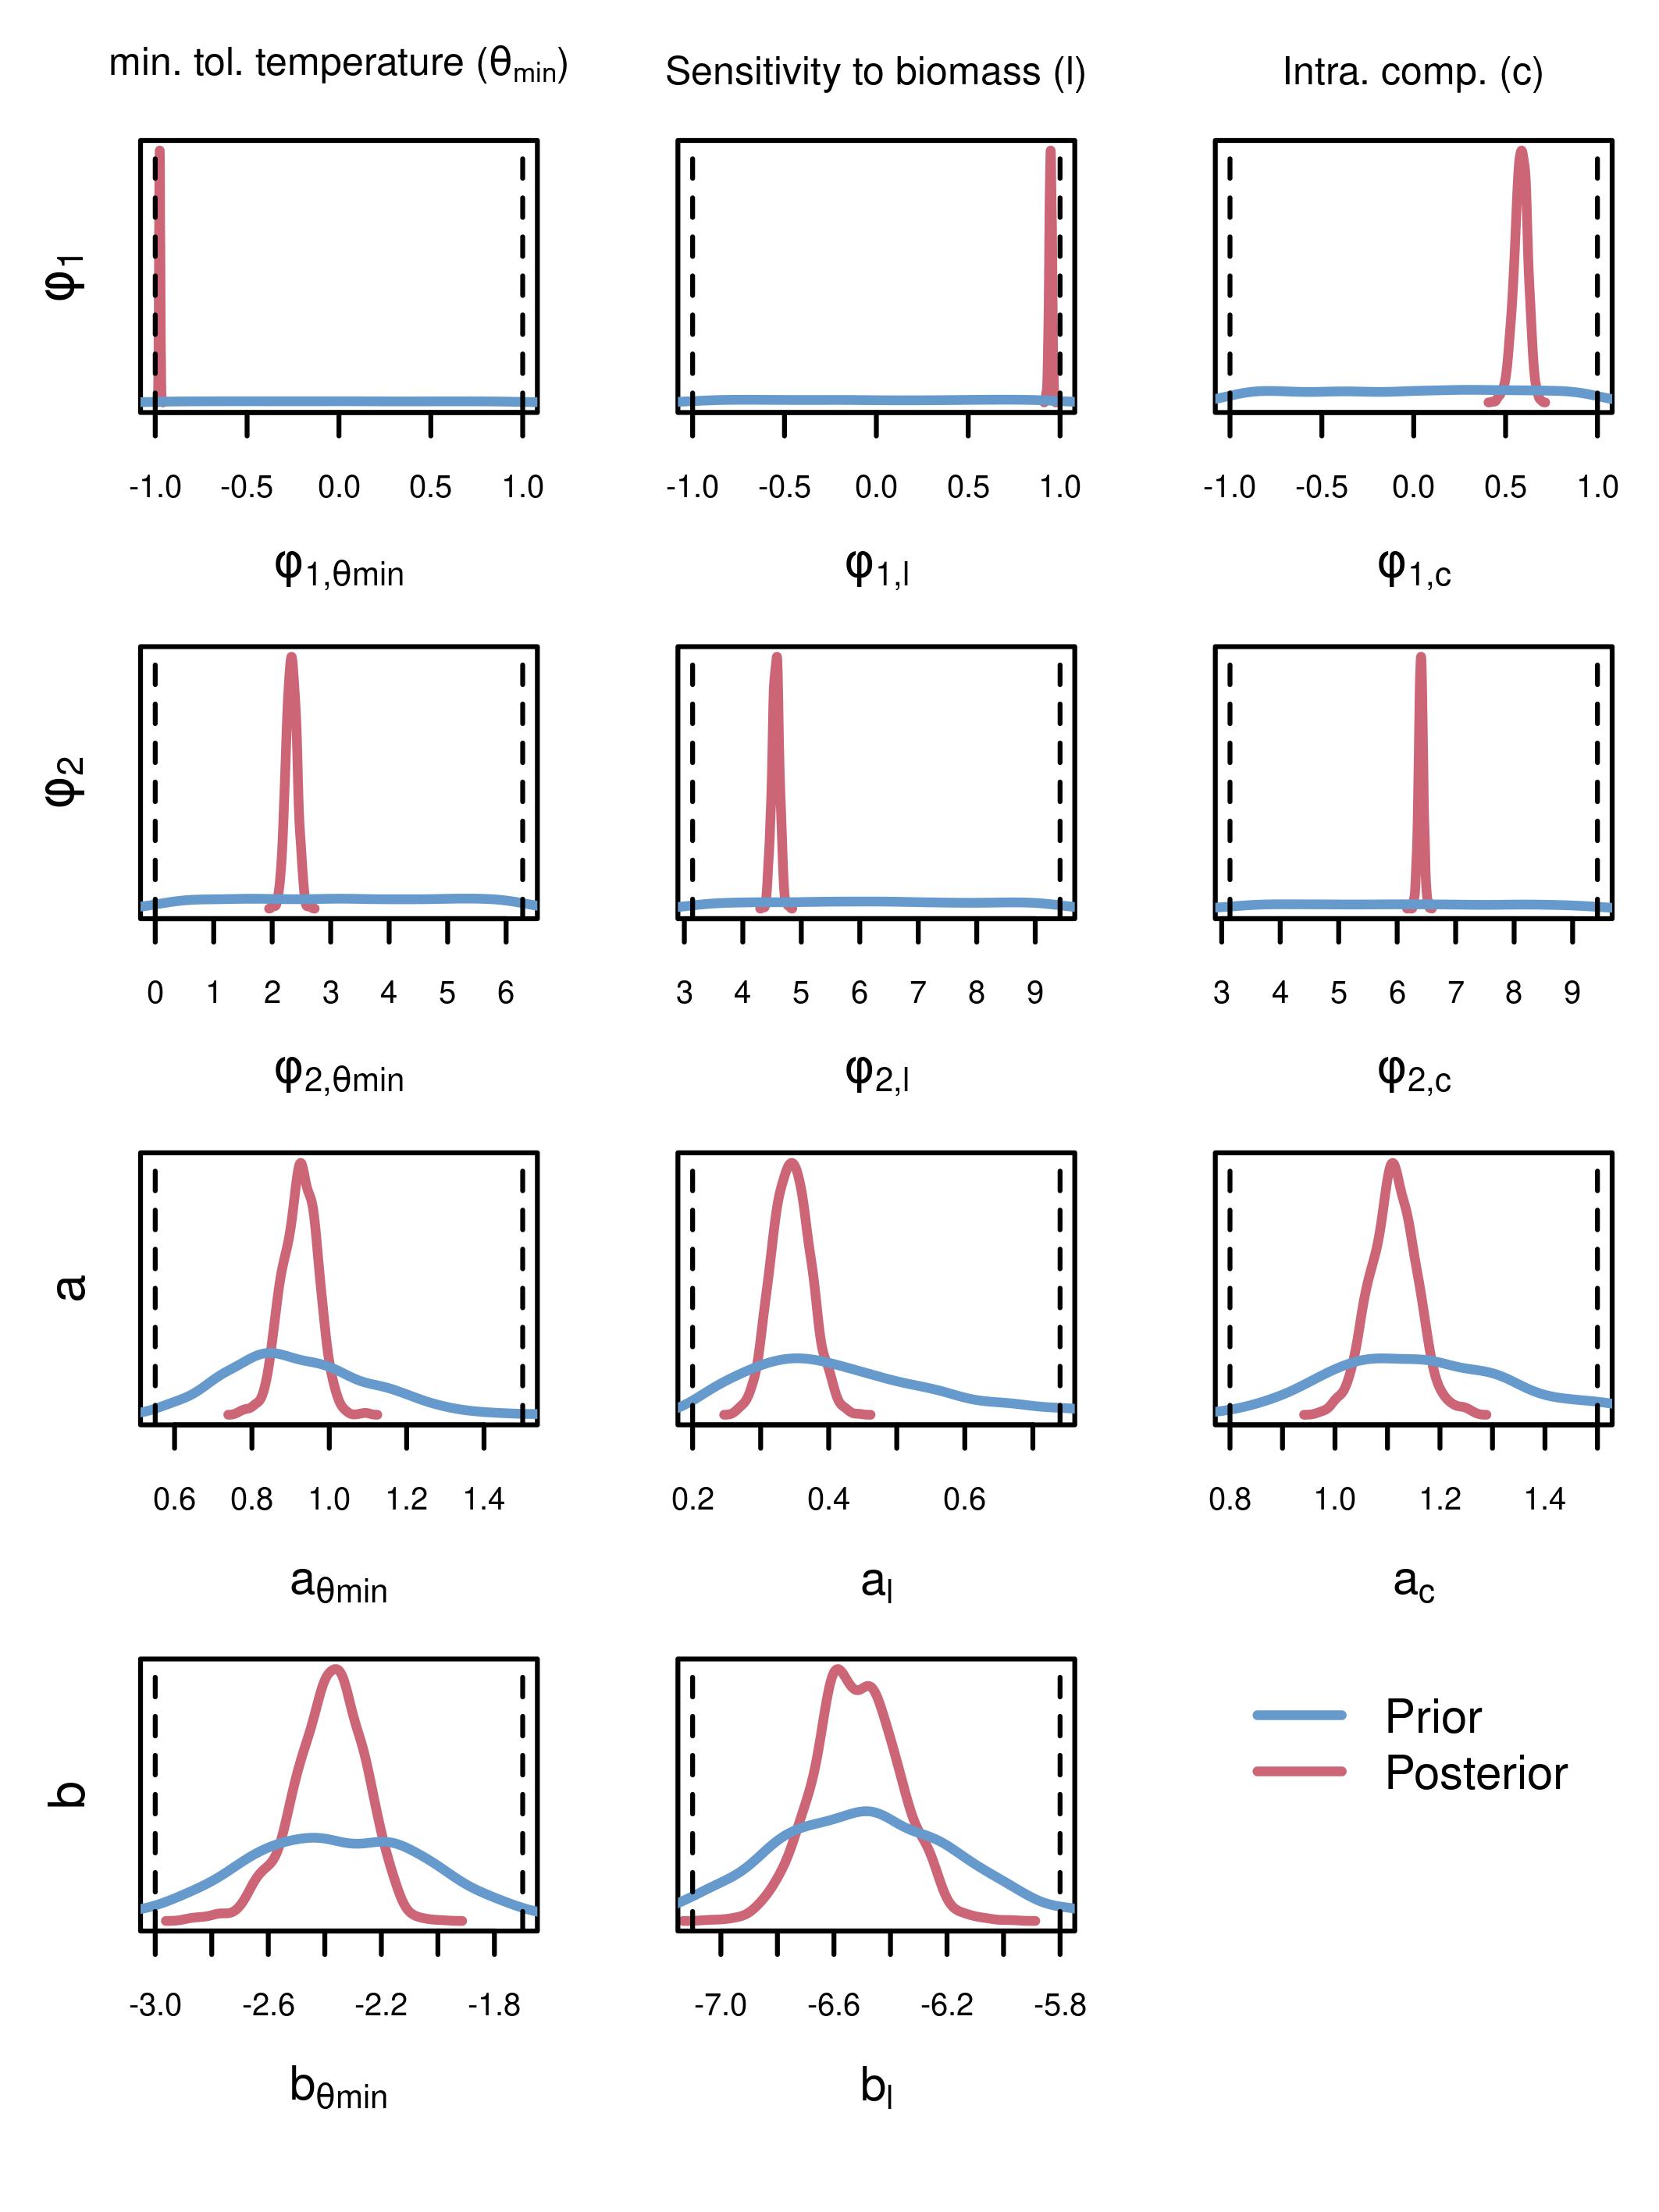 min. tol. temperature (θmin) Sensitivity to biomass (l) Intra. comp. (c)
φ1
-1.0 -0.5 0.0 0.5 1.0 -1.0 -0.5 0.0 0.5 1.0 -1.0 -0.5 0.0 0.5 1.0
φ1,θmin φ1,l φ1,c
φ2
0 1 2 3 4 5 6 3 4 5 6 7 8 9 3 4 5 6 7 8 9
φ2,θmin φ2,l φ2,c
a
0.6 0.8 1.0 1.2 1.4 0.2 0.4 0.6 0.8 1.0 1.2 1.4
aθmin al ac
b
Prior
Posterior
-3.0 -2.6 -2.2 -1.8 -7.0 -6.6 -6.2 -5.8
bθmin bl